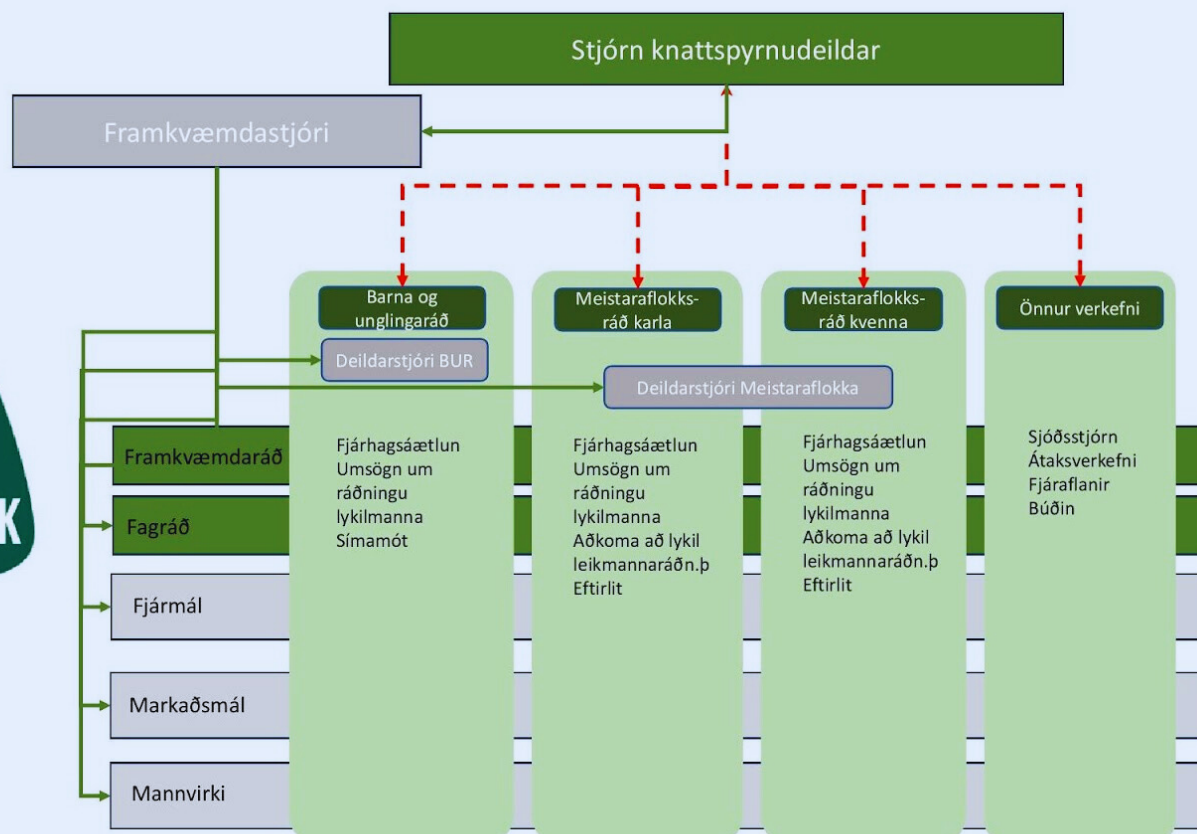 Stjórn knattspyrnudeildar
Framkvæmdastjóri
Barna og
unglingaráð
Meistaraflokks-
ráð karla
Meistaraflokks-
ráð kvenna
Önnur verkefni
Deildarstjóri BUR
Deildarstjóri Meistaraflokka
Fjárhagsáætlun
Umsögn um
ráðningu
lykilmanna
Símamót
Fjárhagsáætlun
Umsögn um
ráðningu
lykilmanna
Aðkoma að lykil
leikmannaráðn.þ
Eftirlit
Fjárhagsáætlun
Umsögn um
ráðningu
lykilmanna
Aðkoma að lykil
leikmannaráðn.þ
Eftirlit
Sjóðsstjórn
Átaksverkefni
Fjáraflanir
Búðin
Framkvæmdaráð
Fagráð
Fjármál
Markaðsmál
Mannvirki
K